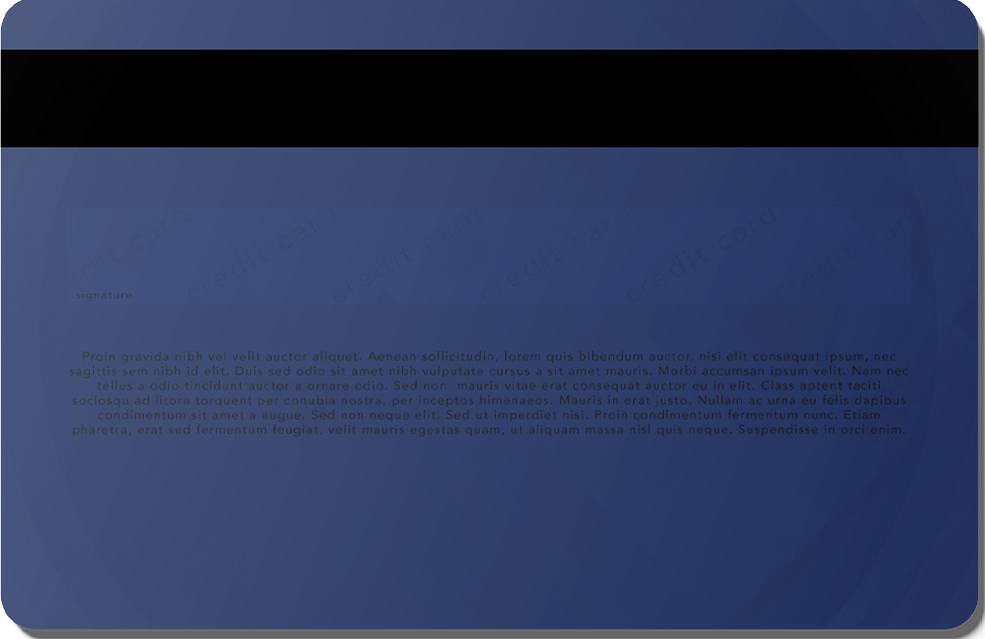 credit card credit card credit card credit card credit card credit card
signature
Proin gravida nibh vel velit auctor aliquet. Aenean sollicitudin, lorem quis bibendum auctor, nisi elit consequat ipsum, nec
sagittis sem nibh id elit. Duis sed odio sit amet nibh vulputate cursus a sit amet mauris. Morbi accumsan ipsum velit. Nam nec
tellus a odio tincidunt auctor a ornare odio. Sed non mauris vitae erat consequat auctor eu in elit. Class aptent taciti
sociosqu ad litora torquent per conubia nostra, per inceptos himenaeos. Mauris in erat justo. Nullam ac urna eu felis dapibus
condimentum sit amet a augue. Sed non neque elit. Sed ut imperdiet nisi. Proin condimentum fermentum nunc. Etiam
pharetra, erat sed fermentum feugiat, velit mauris egestas quam, ut aliquam massa nisl quis neque. Suspendisse in orci enim.